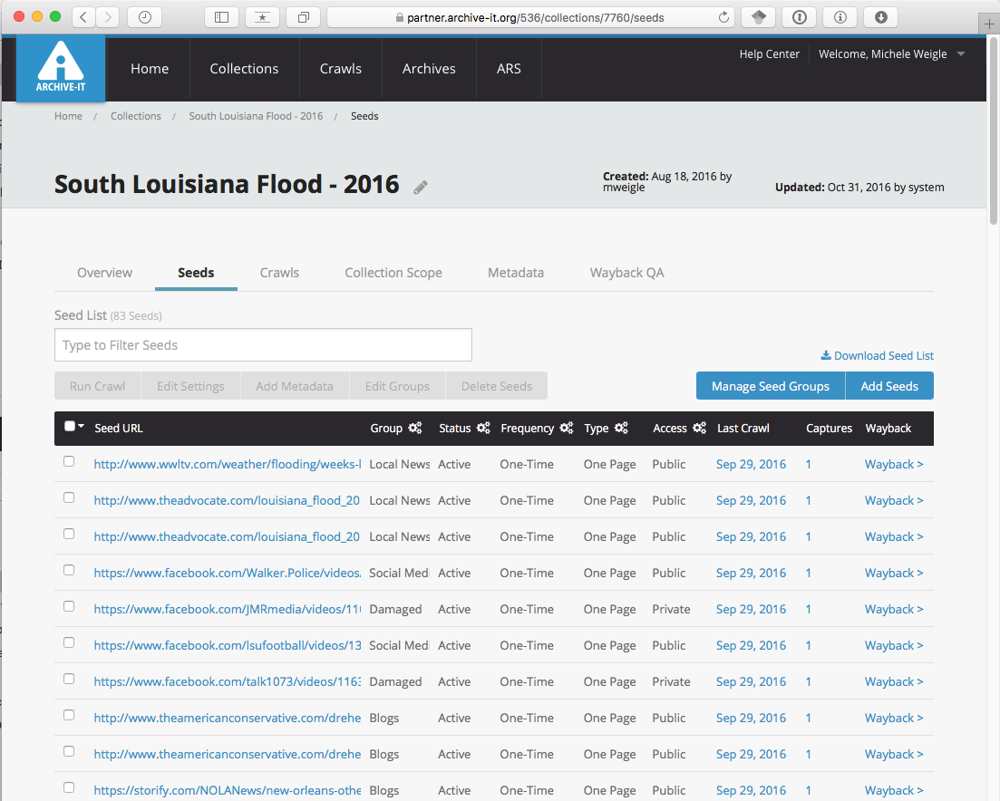 partner.archive-it.org/536/collections/7760/seeds
ARCHIVE-IT
Home Collections Crawls Archives ARS
Help Center Welcome, Michele Weigle
Home / Collections / South Louisiana Flood - 2016 / Seeds
South Louisiana Flood - 2016
Created: Aug 18, 2016 by
mweigle
Updated: Oct 31, 2016 by system
Overview Seeds Crawls Collection Scope Metadata Wayback QA
Seed List (83 Seeds)
Type to Filter Seeds
Download Seed List
Run Crawl Edit Settings Add Metadata Edit Groups Delete Seeds
Manage Seed Groups Add Seeds
Seed URL Group Status Frequency Type Access Last Crawl Captures Wayback
http://www.wwltv.com/weather/flooding/weeks-l Local News Active One-Time One Page Public Sep 29, 2016 1 Wayback >
http://www.theadvocate.com/louisiana_flood_20 Local News Active One-Time One Page Public Sep 29, 2016 1 Wayback >
http://www.theadvocate.com/louisiana_flood_20 Local News Active One-Time One Page Public Sep 29, 2016 1 Wayback >
https://www.facebook.com/Walker.Police/videos. Social Medi Active One-Time One Page Public Sep 29, 2016 1 Wayback >
https://www.facebook.com/JMRmedia/videos/11 Damaged Active One-Time One Page Private Sep 29, 2016 1 Wayback >
https://www.facebook.com/lsufootball/videos/13 Social Medi Active One-Time One Page Public Sep 29, 2016 1 Wayback >
https://www.facebook.com/talk1073/videos/1163 Damaged Active One-Time One Page Private Sep 29, 2016 1 Wayback >
http://www.theamericanconservative.com/drehe Blogs Active One-Time One Page Public Sep 29, 2016 1 Wayback >
http://www.theamericanconservative.com/drehe Blogs Active One-Time One Page Public Sep 29, 2016 1 Wayback >
https://storify.com/NOLANews/new-orleans-othe Blogs Active One-Time One Page Public Sep 29, 2016 1 Wayback >